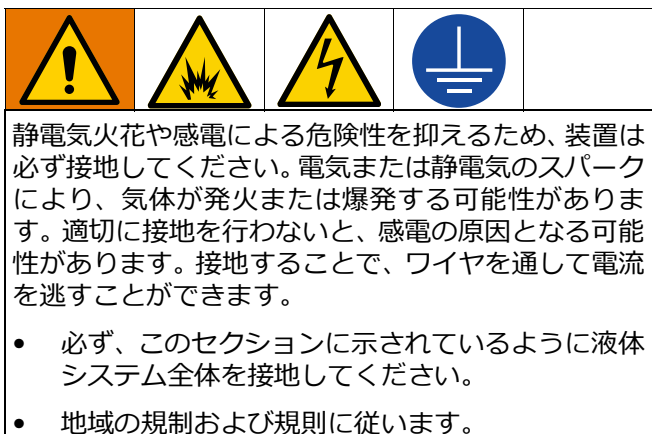 静電気火花や感電による危険性を抑えるため、装置は
必ず接地してください。電気または静電気のスパーク
により、気体が発火または爆発する可能性がありま
す。適切に接地を行わないと、感電の原因となる可能
性があります。接地することで、ワイヤを通して電流
を逃すことができます。
• 必ず、このセクションに示されているように液体
システム全体を接地してください。
• 地域の規制および規則に従います。